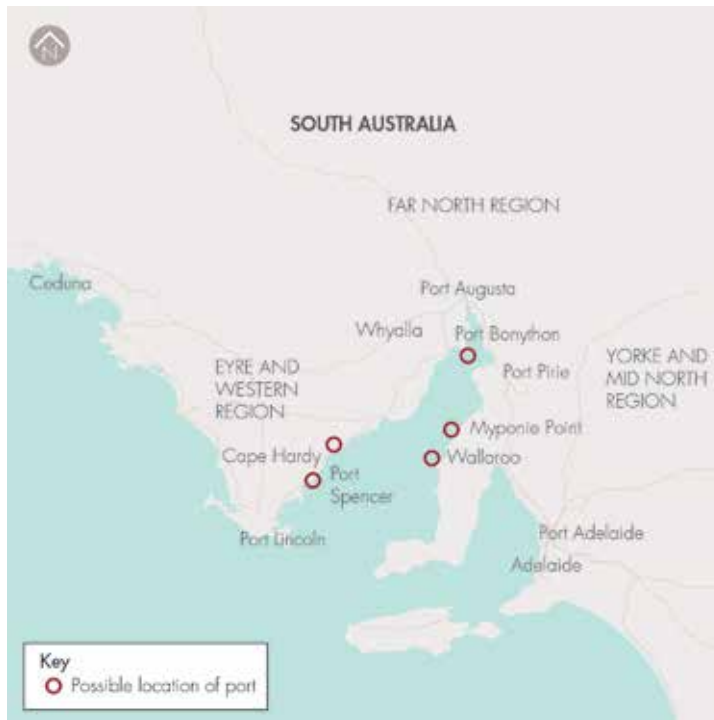 N
SOUTH AUSTRALIA
FAR NORTH REGION
Ceduna
Port Augusta
Whyalla
Port Bonython
EYRE AND
WESTERN
REGION
Port Pirie
YORKE AND
MID NORTH
REGION
Myponie Point
Cape Hardy
Wallaroo
Port
Spencer
Port Lincoln
Port Adelaide
Adelaide
Key
Possible location of port